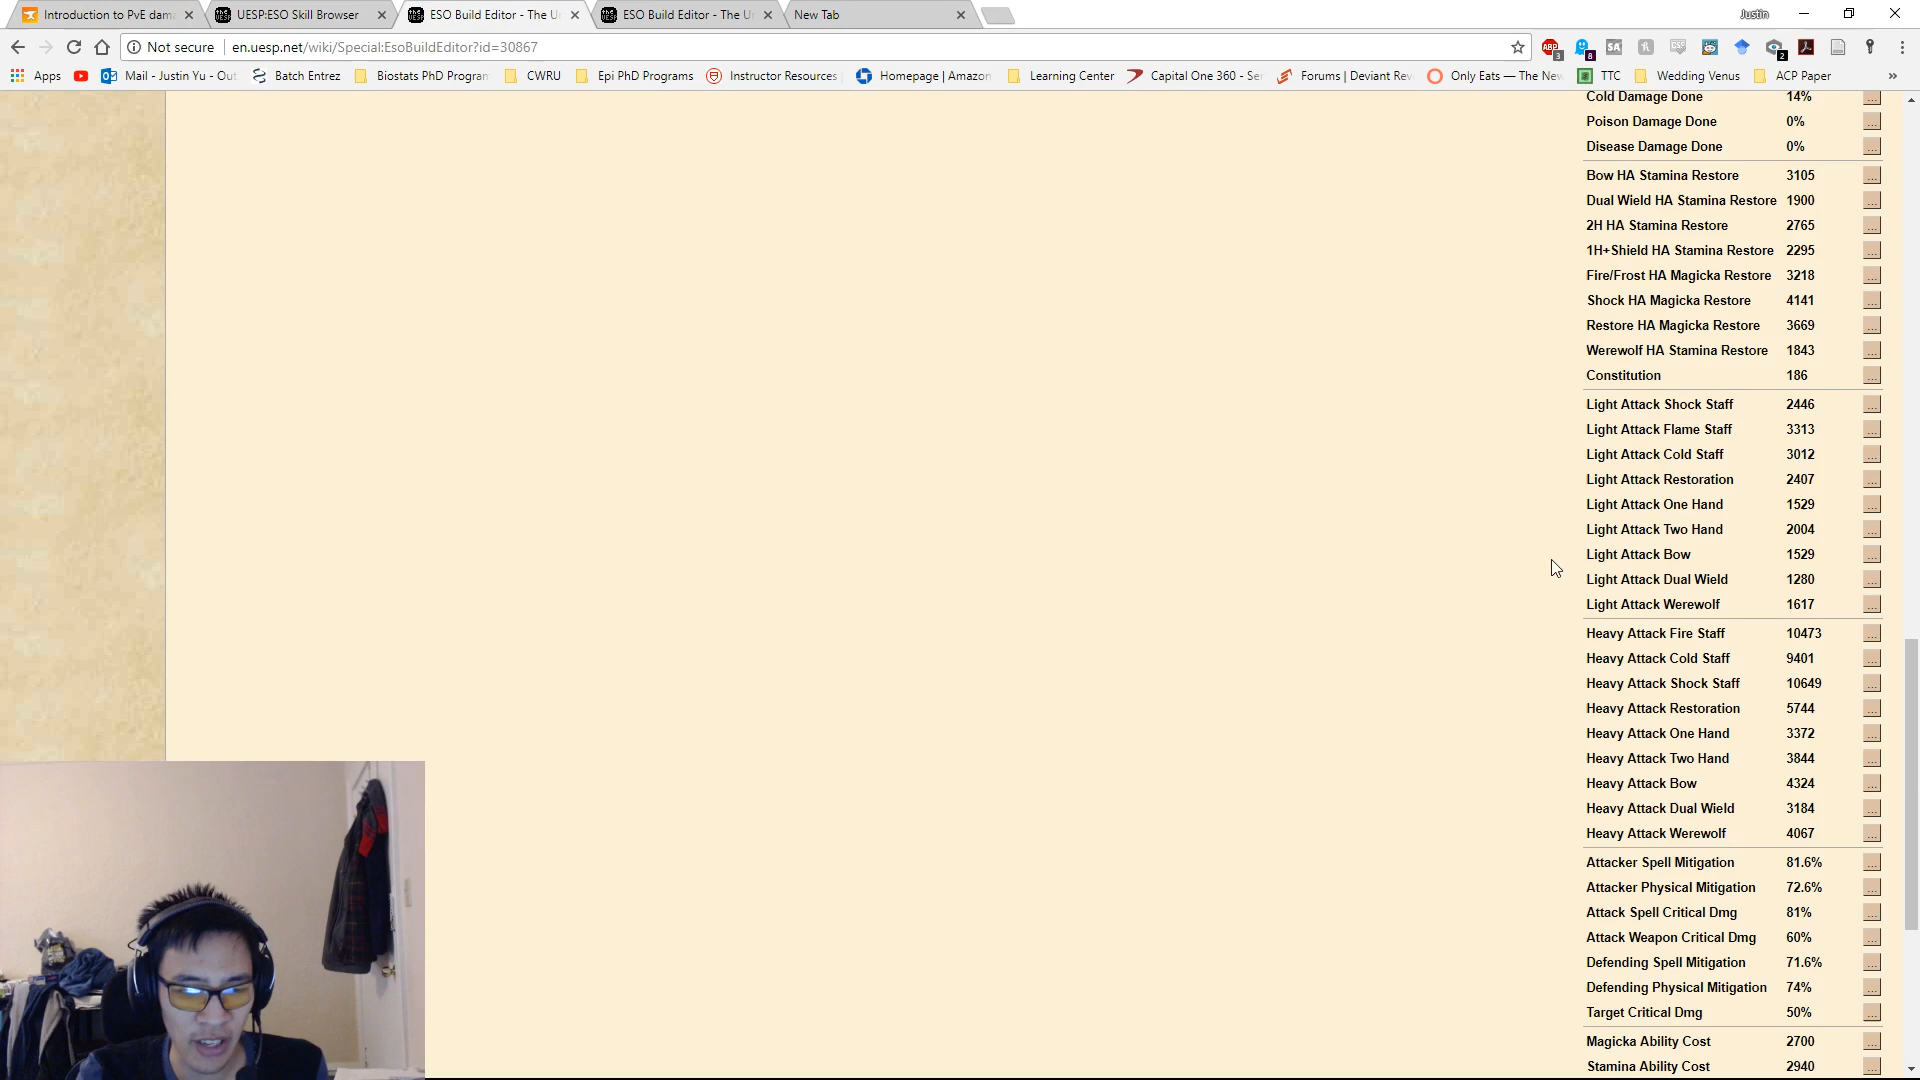 Introduction to PvE dam
UESP:ESO Skill Browser
ESO Build Editor - The U
ESO Build Editor - The U
New Tab
Justin
Not secure
en.uesp.net/wiki/Special:EsoBuildEditor?id=30867
Apps
Mail - Justin Yu - Out
Batch Entrez
Biostats PhD Program
CWRU
Epi PhD Programs
Instructor Resources
Homepage | Amazon
Learning Center
Capital One 360 - Se
Forums | Deviant Rev
Only Eats — The New
TTC
Wedding Venus
ACP Paper
Cold Damage Done 14% ...
Poison Damage Done 0% ...
Disease Damage Done 0% ...
Bow HA Stamina Restore 3105 ...
Dual Wield HA Stamina Restore 1900 ...
2H HA Stamina Restore 2765 ...
1H+Shield HA Stamina Restore 2295 ...
Fire/Frost HA Magicka Restore 3218 ...
Shock HA Magicka Restore 4141 ...
Restore HA Magicka Restore 3669 ...
Werewolf HA Stamina Restore 1843 ...
Constitution 186 ...
Light Attack Shock Staff 2446 ...
Light Attack Flame Staff 3313 ...
Light Attack Cold Staff 3012 ...
Light Attack Restoration 2407 ...
Light Attack One Hand 1529 ...
Light Attack Two Hand 2004 ...
Light Attack Bow 1529 ...
Light Attack Dual Wield 1280 ...
Light Attack Werewolf 1617 ...
Heavy Attack Fire Staff 10473 ...
Heavy Attack Cold Staff 9401 ...
Heavy Attack Shock Staff 10649 ...
Heavy Attack Restoration 5744 ...
Heavy Attack One Hand 3372 ...
Heavy Attack Two Hand 3844 ...
Heavy Attack Bow 4324 ...
Heavy Attack Dual Wield 3184 ...
Heavy Attack Werewolf 4067 ...
Attacker Spell Mitigation 81.6% ...
Attacker Physical Mitigation 72.6% ...
Attack Spell Critical Dmg 81% ...
Attack Weapon Critical Dmg 60% ...
Defending Spell Mitigation 71.6% ...
Defending Physical Mitigation 74% ...
Target Critical Dmg 50% ...
Magicka Ability Cost 2700 ...
Stamina Ability Cost 2940 ...